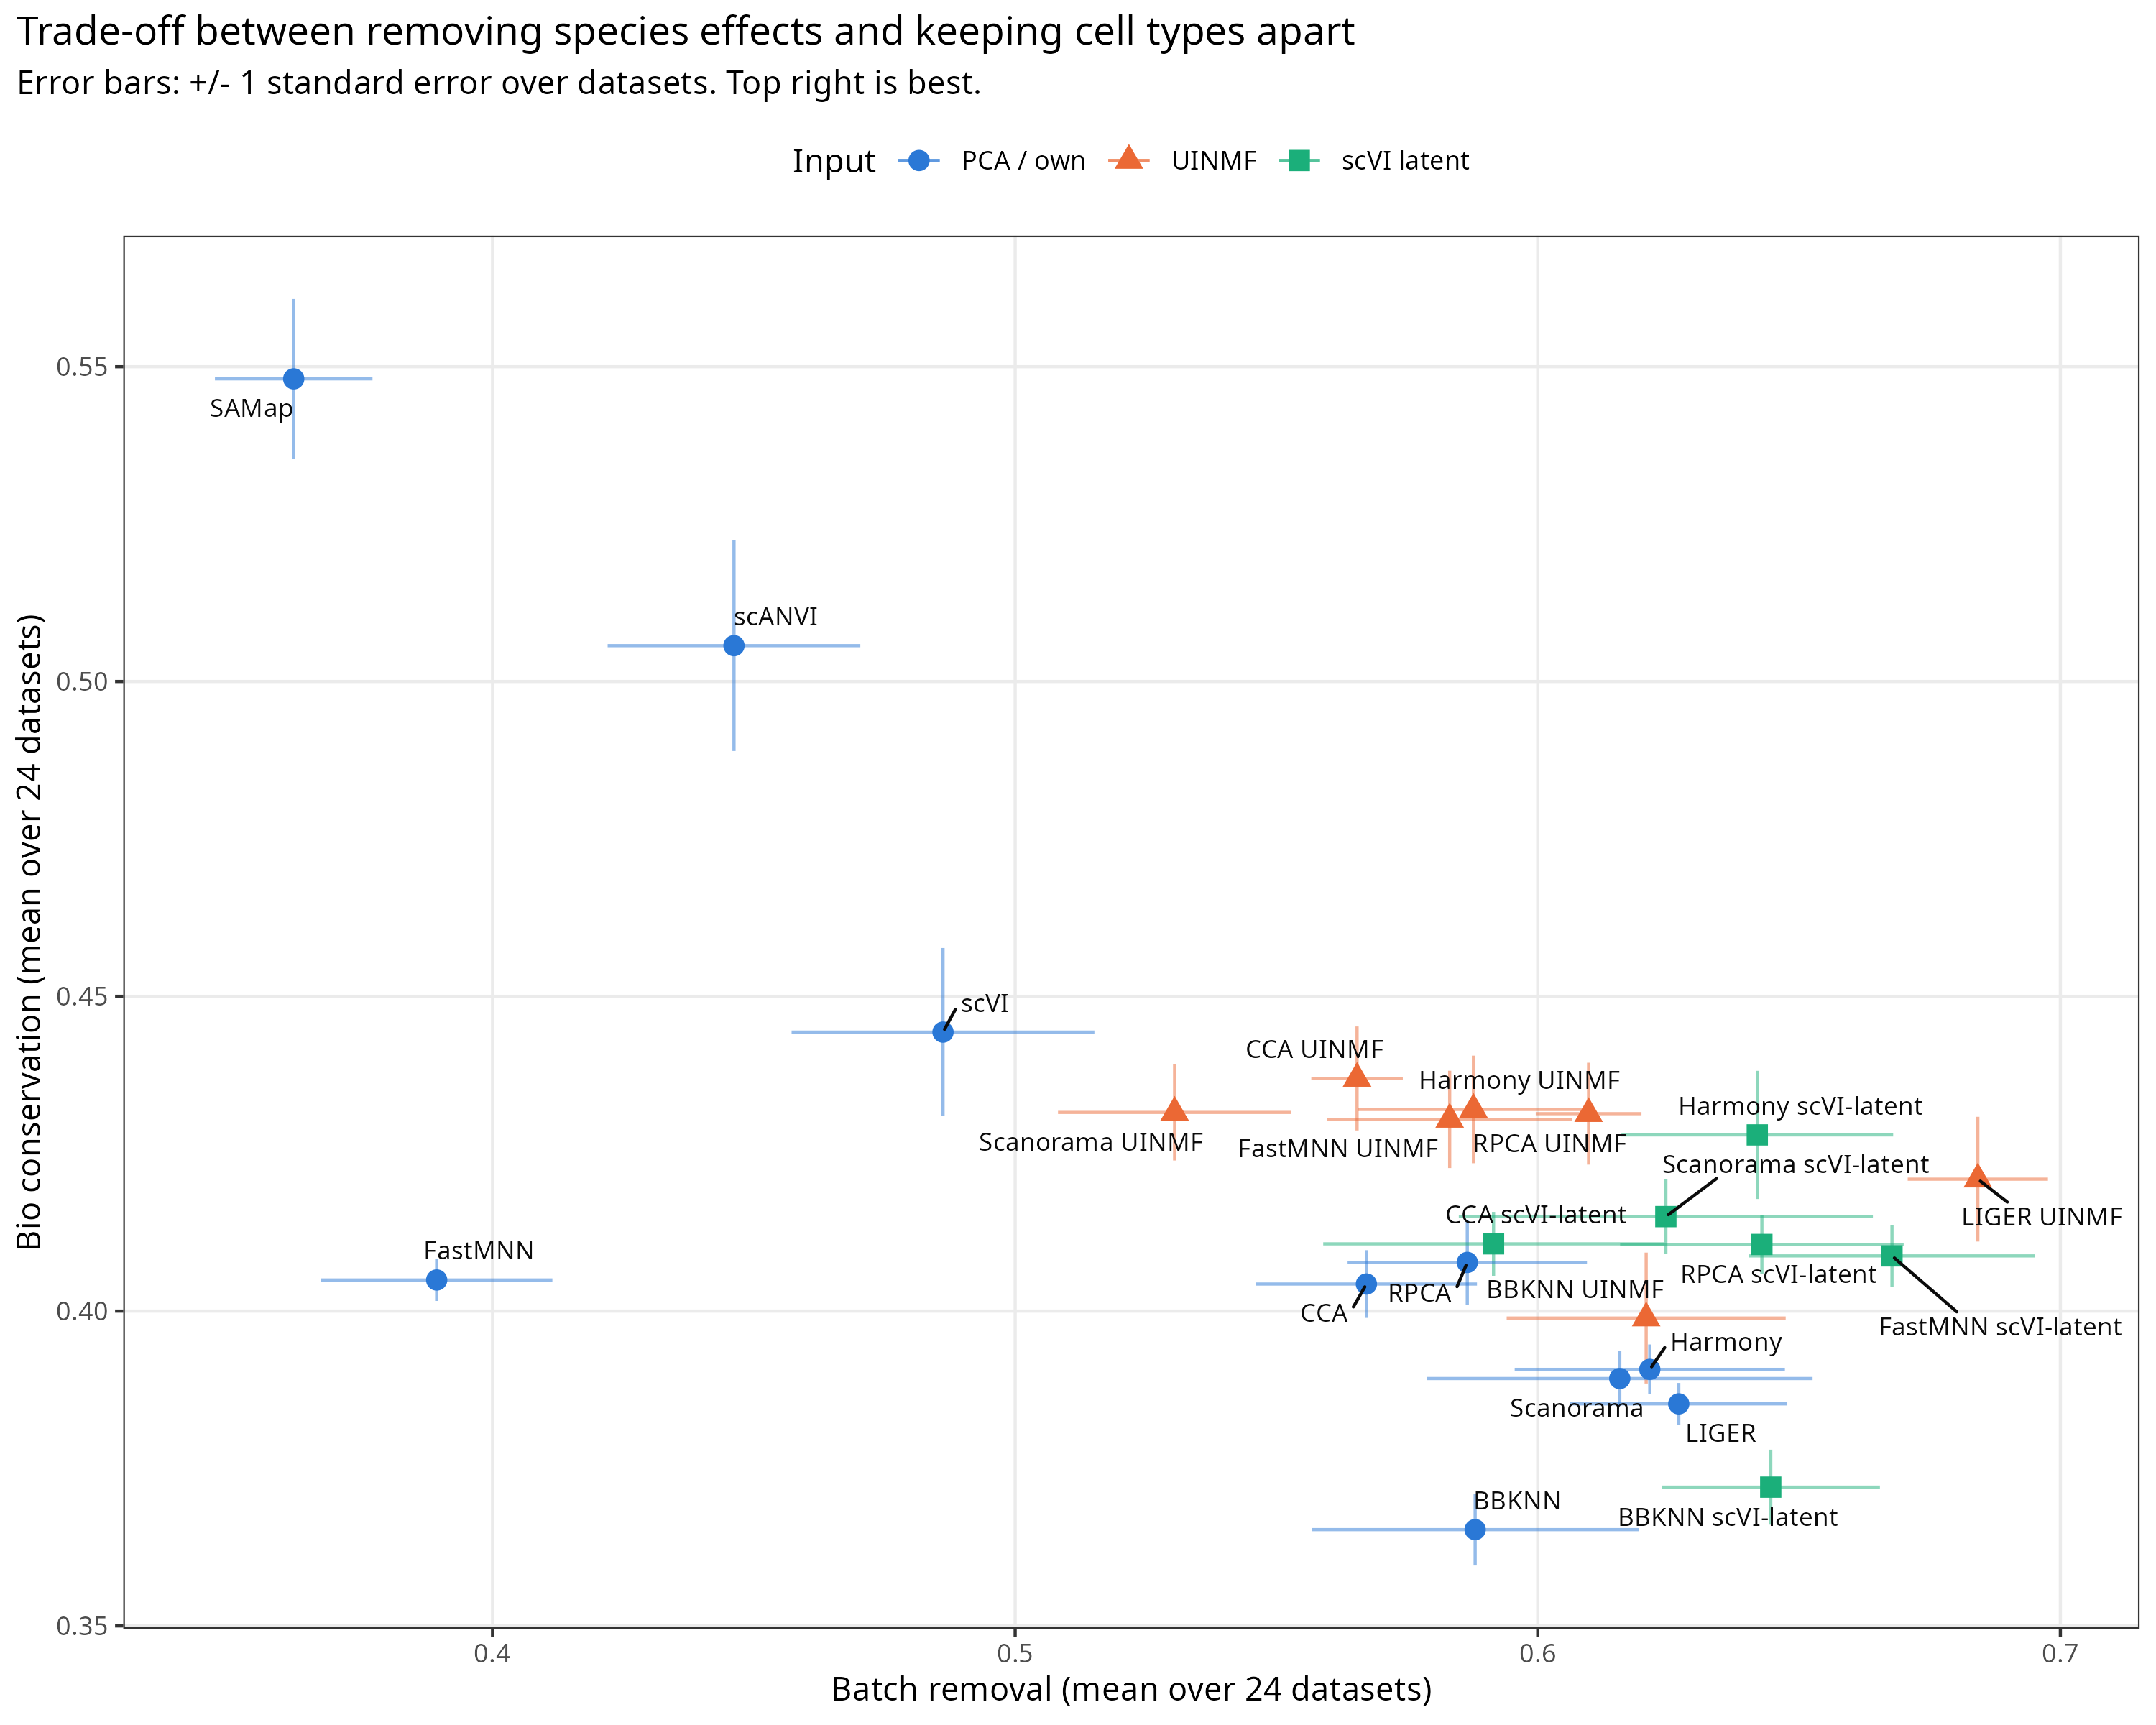 Trade-off between removing species effects and keeping cell types apart
Error bars: +/- 1 standard error over datasets. Top right is best.
Input PCA / own UINMF scVI latent
Bio conservation (mean over 24 datasets)
0.55
0.50
0.45
0.40
0.35
SAMap
scANVI
scVI
CCA UINMF
Harmony UINMF
Harmony scVI-latent
Scanorama UINMF
FastMNN UINMF
RPCA UINMF
Scanorama scVI-latent
CCA scVI-latent
LIGER UINMF
FastMNN
RPCA scVI-latent
RPCA
BBKNN UINMF
CCA
FastMNN scVI-latent
Harmony
Scanorama
LIGER
BBKNN
BBKNN scVI-latent
0.4
0.5
0.6
0.7
Batch removal (mean over 24 datasets)